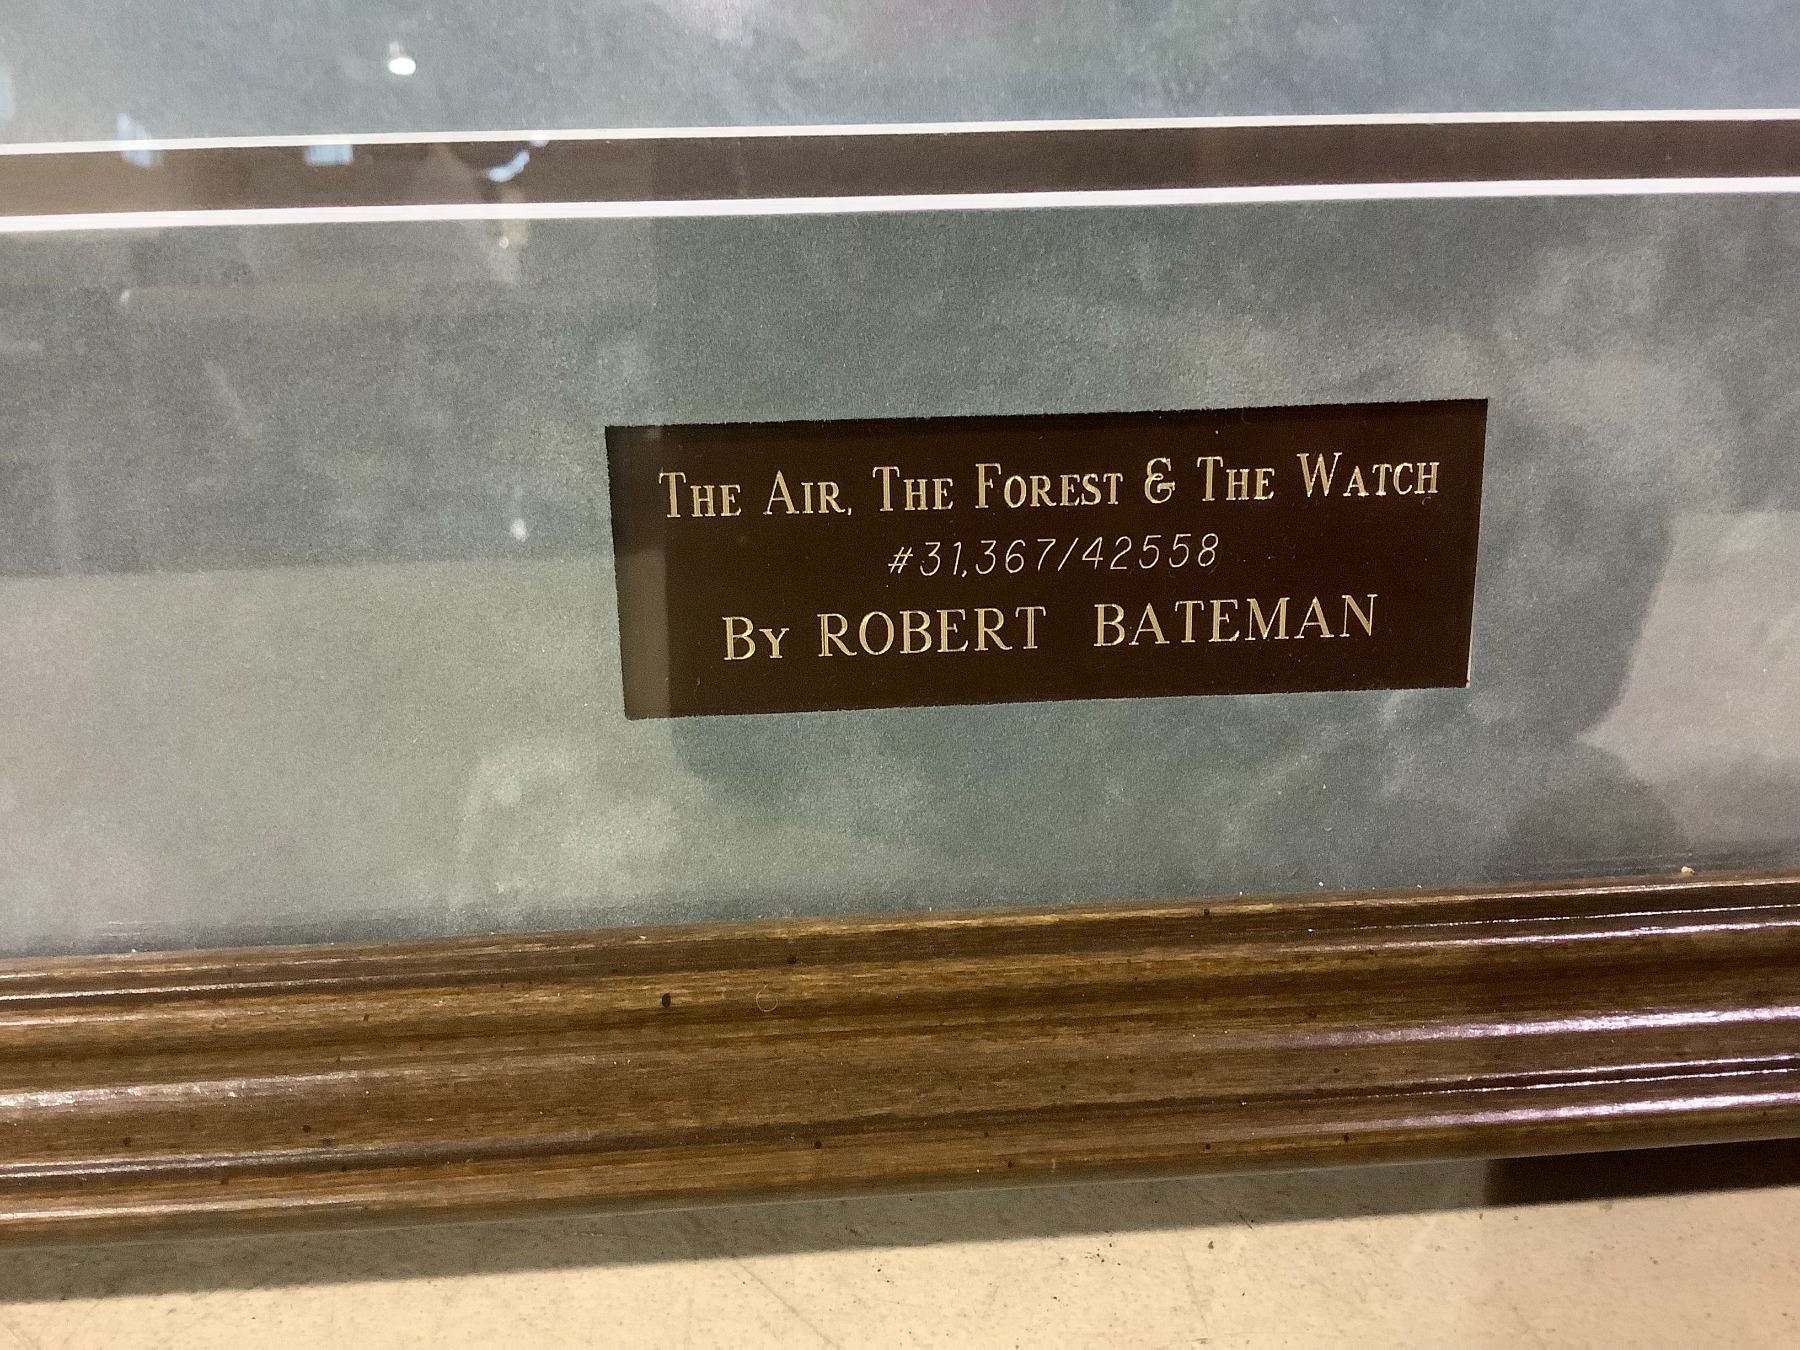 The Air, The Forest & The Watch
#31,367/42558
By ROBERT BATEMAN